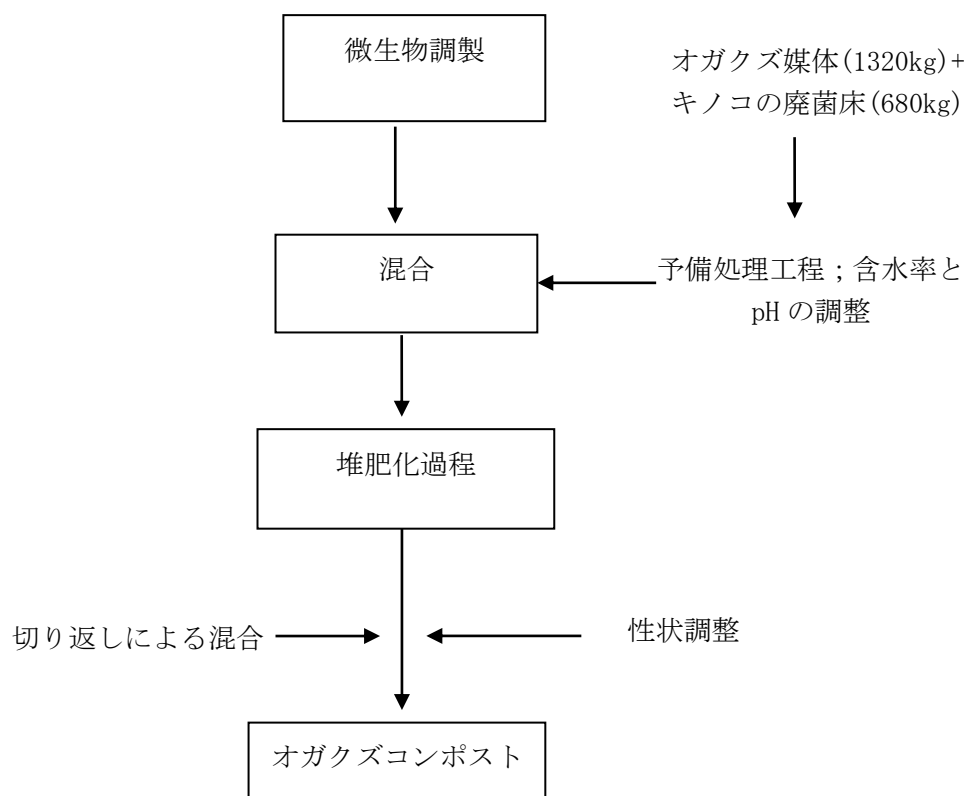 微生物調製
オガクズ媒体(1320kg)+
キノコの廃菌床(680kg)
混合
予備処理工程；含水率と
pHの調整
堆肥化過程
切り返しによる混合
性状調整
オガクズコンポスト